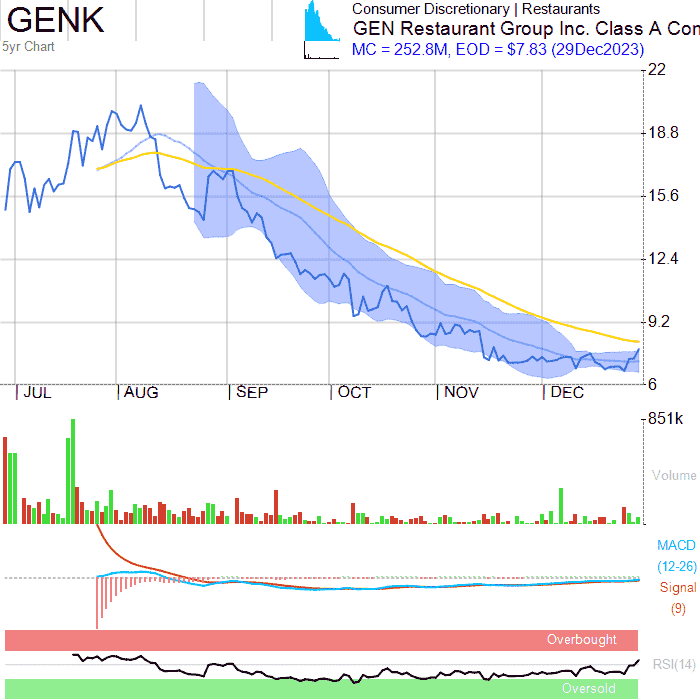 GENK
5yr Chart
Consumer Discretionary | Restaurants
GEN Restaurant Group Inc. Class A Con
MC = 252.8M, EOD = $7.83 (29Dec2023)
22
18.8
15.6
12.4
9.2
6
JUL AUG SEP OCT NOV DEC
851k
Volume
MACD
(12-26)
Signal
(9)
Overbought
RSI(14)
Oversold